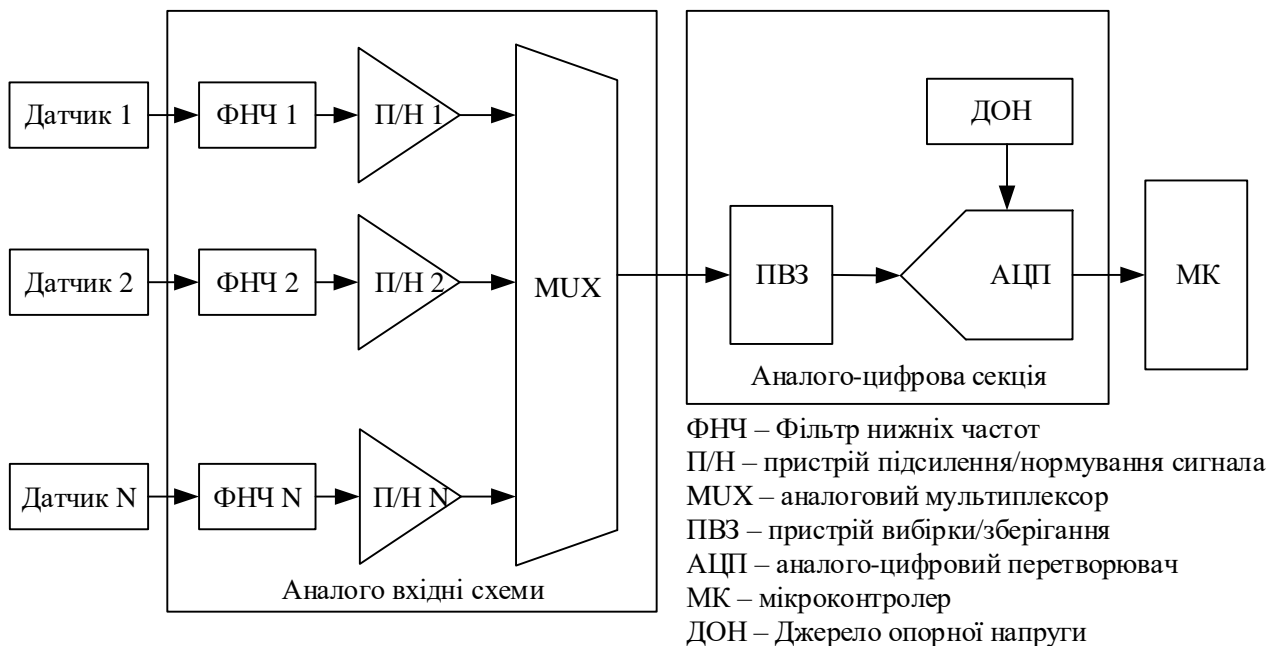 Датчик 1
ФНЧ 1
П/Н 1
Датчик 2
ФНЧ 2
П/Н 2
Датчик N
ФНЧ N
П/Н N
MUX
Аналого вхідні схеми
ДОН
ПВЗ
АЦП
МК
Аналого-цифрова секція
ФНЧ – Фільтр нижніх частот
П/Н – пристрій підсилення/нормування сигнала
MUX – аналоговий мультиплексор
ПВЗ – пристрій вибірки/зберігання
АЦП – аналого-цифровий перетворювач
МК – мікроконтролер
ДОН – Джерело опорної напруги